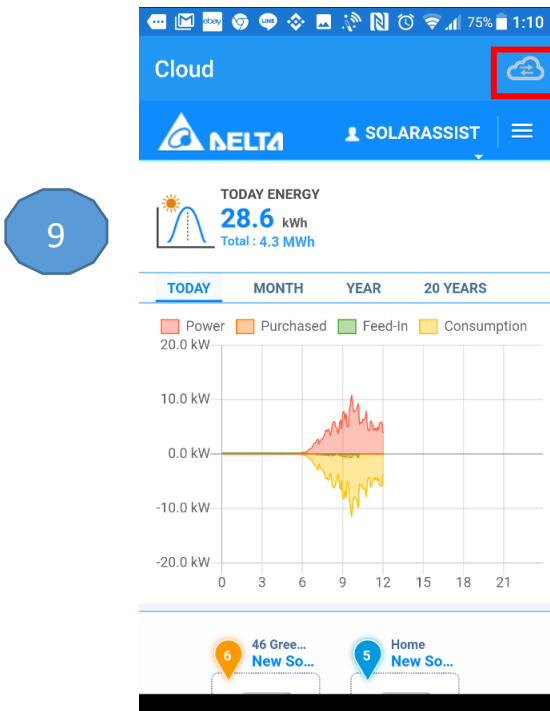 ebay LINE N 75% 1:10
Cloud
DELTA SOLARASSIST
9
TODAY ENERGY
28.6 kWh
Total : 4.3 MWh
TODAY MONTH YEAR 20 YEARS
Power Purchased Feed-In Consumption
20.0 kW
10.0 kW
0.0 kW
-10.0 kW
-20.0 kW
0 3 6 9 12 15 18 21
46 Gree... Home
6 New So... 5 New So...